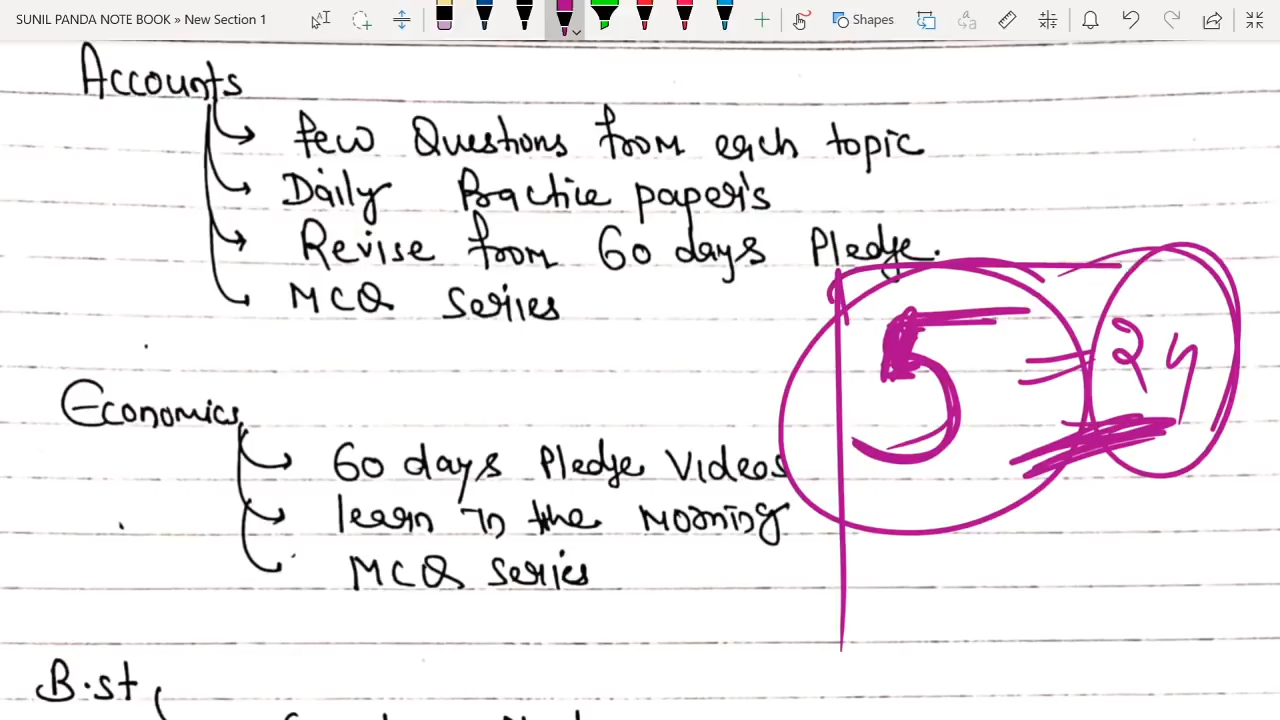 SUNIL PANDA NOTE BOOK » New Section 1
Shapes
Accounts
few Questions from each topic
Daily Practice paper's
Revise from 60 days Pledge.
MCQ Series
5 = 24
Economics
60 days Pledge Videos
learn in the Morning
MCQ Series
B.st